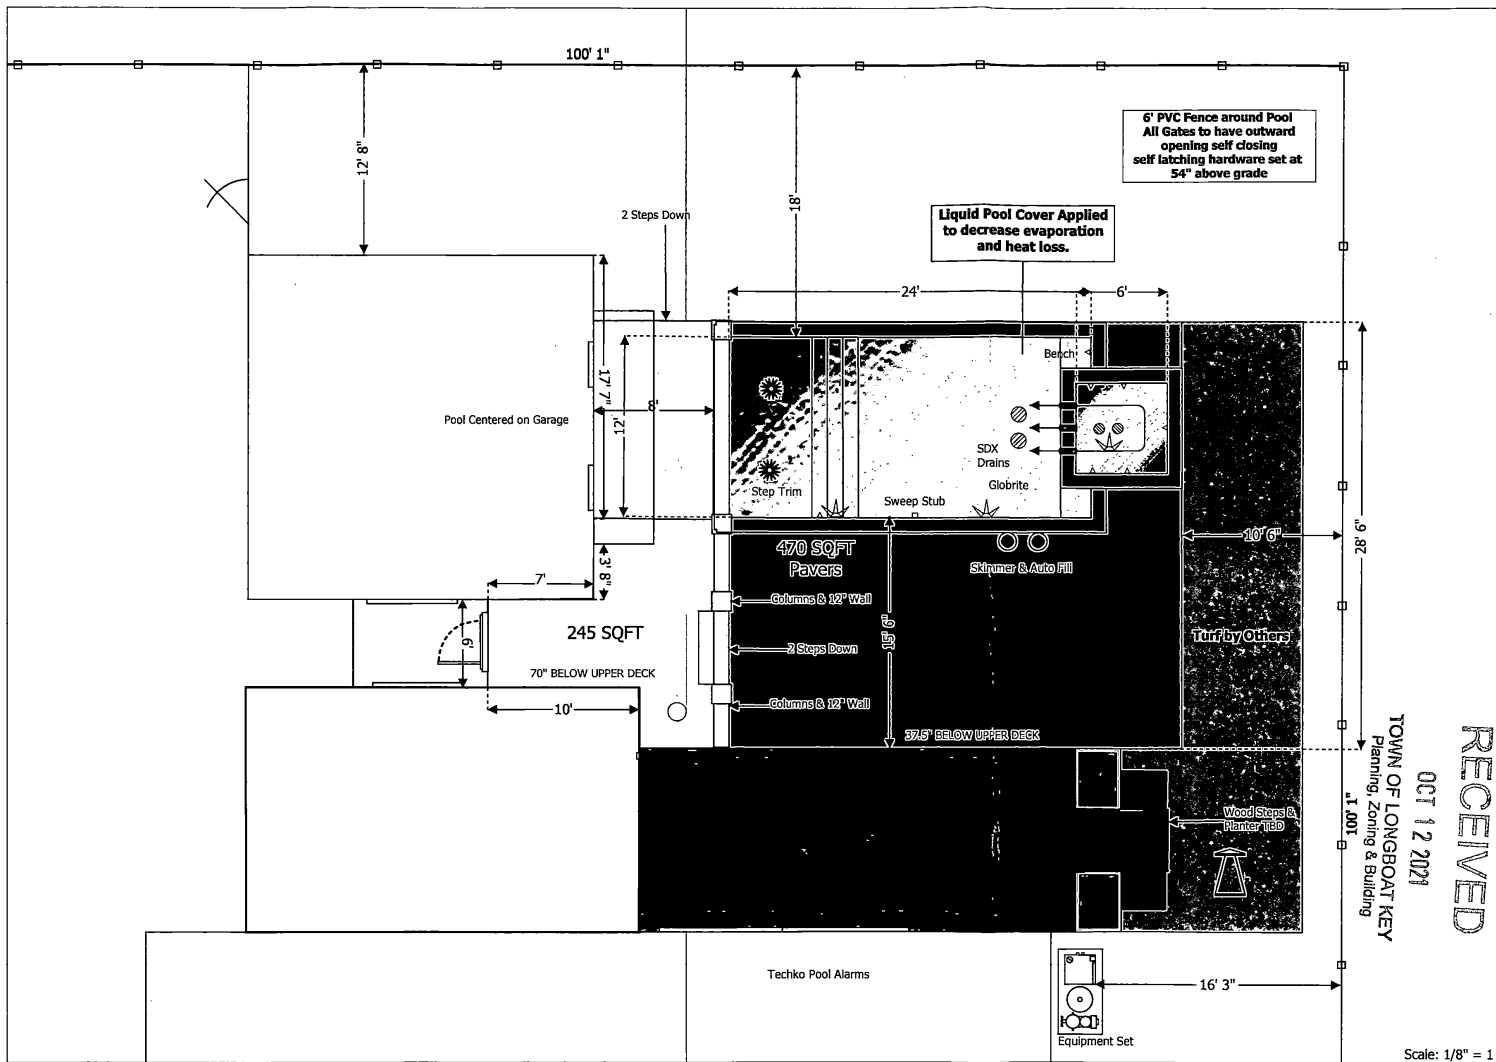 100' 1"
6' PVC Fence around Pool
All Gates to have outward
opening self closing
self latching hardware set at
54" above grade
12' 8"
18'
2 Steps Down
Liquid Pool Cover Applied
to decrease evaporation
and heat loss.
24'
6'
Bench
17' 7"
12'
8'
Pool Centered on Garage
SDX
Drains
Globrite
Step Trim
Sweep Stub
470 SQFT
Pavers
Skimmer & Auto Fill
10' 6"
28' 6"
3' 8"
7'
Columns & 12" Wall
15' 6"
245 SQFT
6'
2 Steps Down
Turf by Others
70" BELOW UPPER DECK
10'
Columns & 12" Wall
37.5" BELOW UPPER DECK
Wood Steps &
Planter TBD
100' 1"
RECEIVED
OCT 12 2021
TOWN OF LONGBOAT KEY
Planning, Zoning & Building
Techko Pool Alarms
16' 3"
Equipment Set
Scale: 1/8" = 1